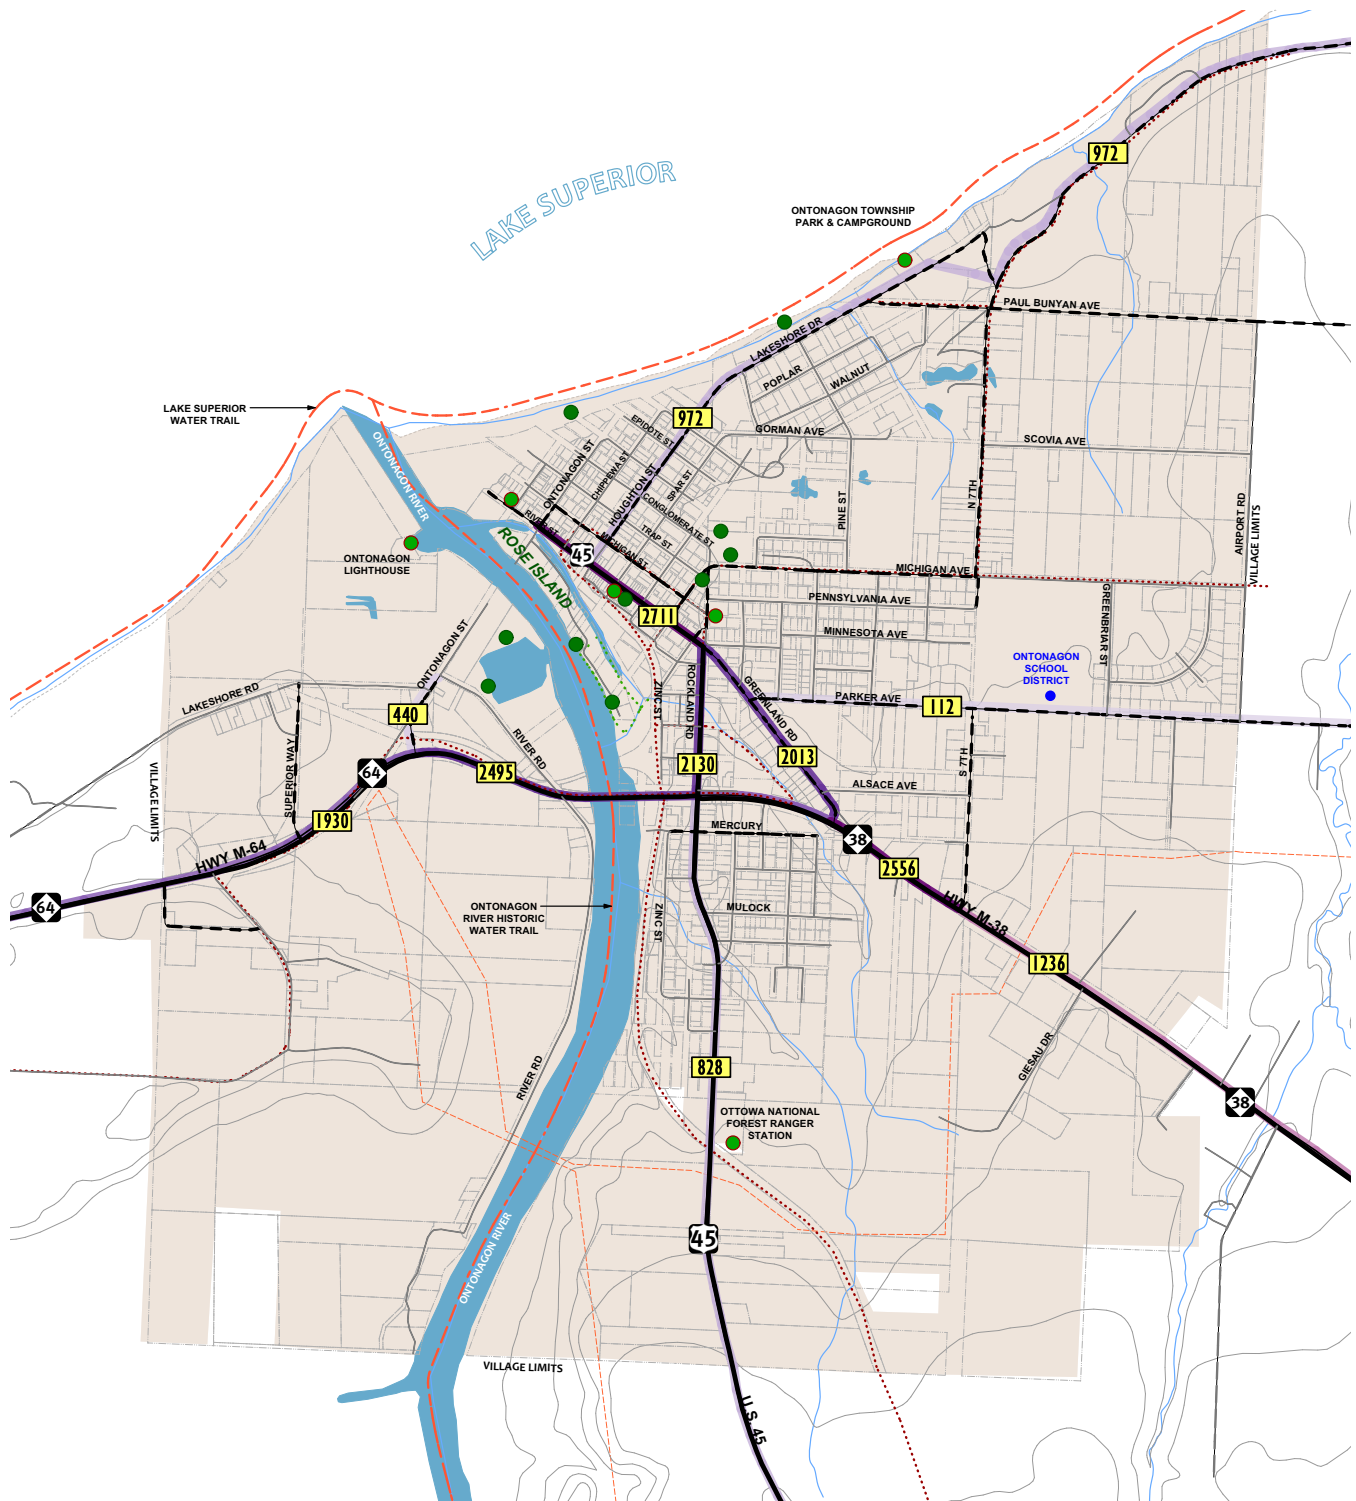 972
LAKE SUPERIOR
ONTONAGON TOWNSHIP
PARK & CAMPGROUND
PAUL BUNYAN AVE
LAKESHORE DR
POPLAR
WALNUT
LAKE SUPERIOR
WATER TRAIL
972
EPIDOTE ST
GORMAN AVE
SCOVIA AVE
ONTONAGON RIVER
ONTONAGON ST
CHIPPEWA ST
HOUGHTON ST
SPAR ST
CONGLOMERATE ST
TRAP ST
PINE ST
N 7TH
AIRPORT RD
VILLAGE LIMITS
RIVER ST
MICHIGAN ST
45
ONTONAGON
LIGHTHOUSE
ROSE ISLAND
MICHIGAN AVE
PENNSYLVANIA AVE
GREENBRIAR ST
2711
MINNESOTA AVE
ONTONAGON ST
ONTONAGON
SCHOOL
DISTRICT
LAKESHORE RD
ZINC ST
ROCKLAND RD
GREENLAND RD
PARKER AVE
112
440
RIVER RD
SUPERIOR WAY
VILLAGE LIMITS
64
2495
2130
2013
S 7TH
ALSACE AVE
1930
MERCURY
38
HWY M-64
2556
64
ONTONAGON
RIVER HISTORIC
WATER TRAIL
ZINC ST
MULOCK
HWY M-38
1236
RIVER RD
828
GIESAU DR
38
OTTOWA NATIONAL
FOREST RANGER
STATION
45
ONTONAGON RIVER
VILLAGE LIMITS
U.S. 45